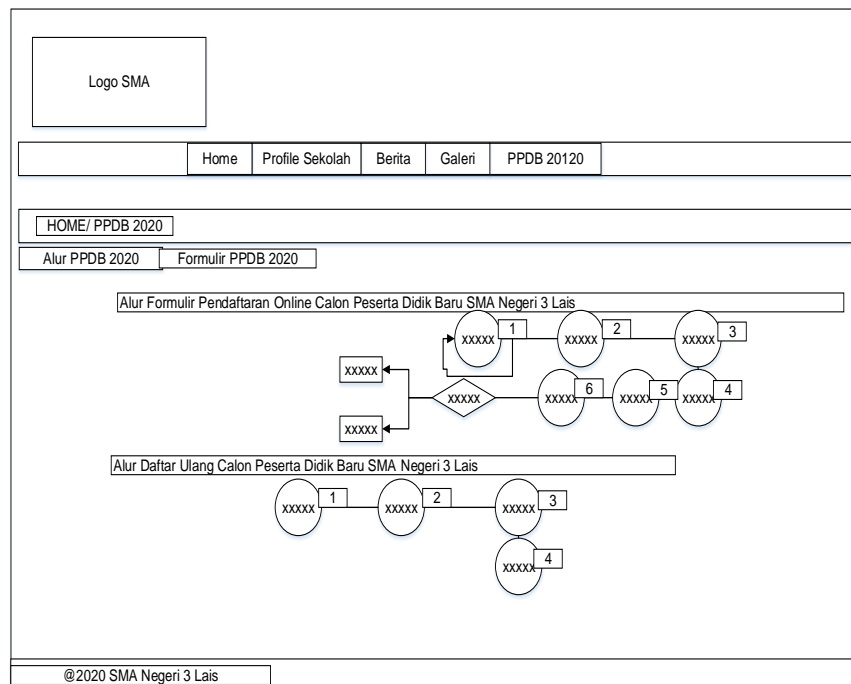 Logo SMA
Home Profile Sekolah Berita Galeri PPDB 20120
HOME/ PPDB 2020
Alur PPDB 2020 Formulir PPDB 2020
Alur Formulir Pendaftaran Online Calon Peserta Didik Baru SMA Negeri 3 Lais
xxxxx 1 xxxxx 2 xxxxx 3
xxxxx
xxxxx xxxxx 6 xxxxx 5 xxxxx 4
xxxxx
Alur Daftar Ulang Calon Peserta Didik Baru SMA Negeri 3 Lais
xxxxx 1 xxxxx 2 xxxxx 3
xxxxx 4
@2020 SMA Negeri 3 Lais